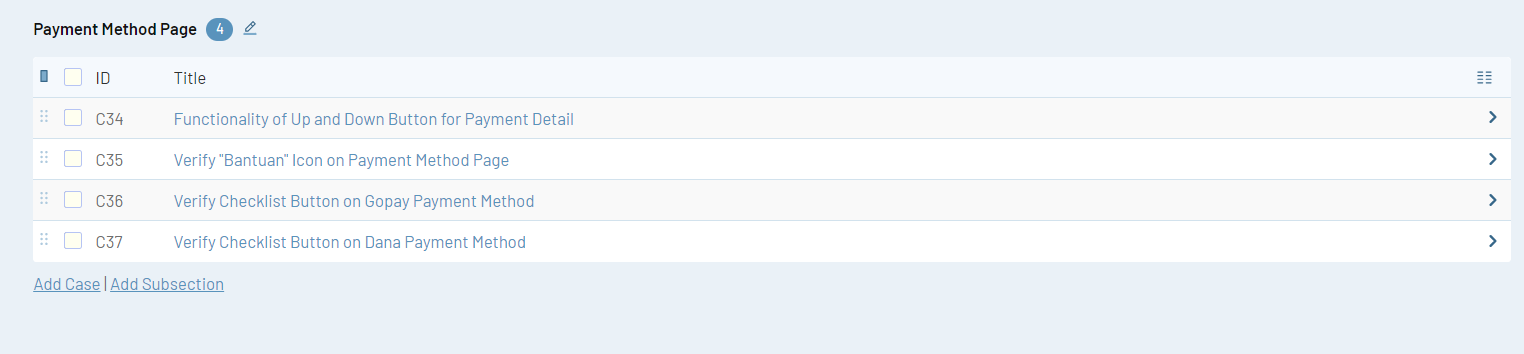 Payment Method Page 4
ID Title
C34 Functionality of Up and Down Button for Payment Detail
C35 Verify "Bantuan" Icon on Payment Method Page
C36 Verify Checklist Button on Gopay Payment Method
C37 Verify Checklist Button on Dana Payment Method
Add Case | Add Subsection